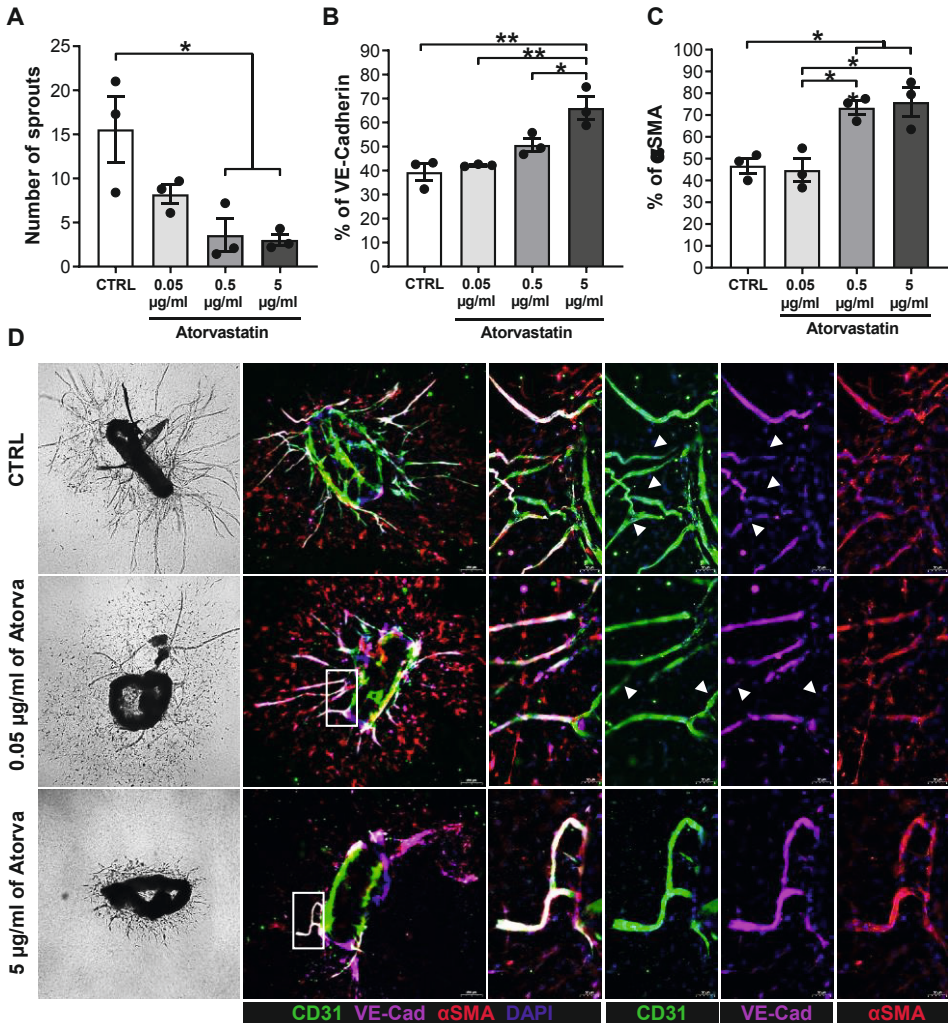 A
Number of sprouts
25
20
15
10
5
0
*
CTRL
0.05 µg/ml
0.5 µg/ml
5 µg/ml
Atorvastatin
B
% of VE-Cadherin
90
80
70
60
50
40
30
20
10
0
**
**
*
CTRL
0.05 µg/ml
0.5 µg/ml
5 µg/ml
Atorvastatin
C
% of αSMA
100
90
80
70
60
50
40
30
20
10
0
*
*
*
*
CTRL
0.05 µg/ml
0.5 µg/ml
5 µg/ml
Atorvastatin
D
CTRL
0.05 µg/ml of Atorva
5 µg/ml of Atorva
CD31 VE-Cad αSMA DAPI
CD31
VE-Cad
αSMA